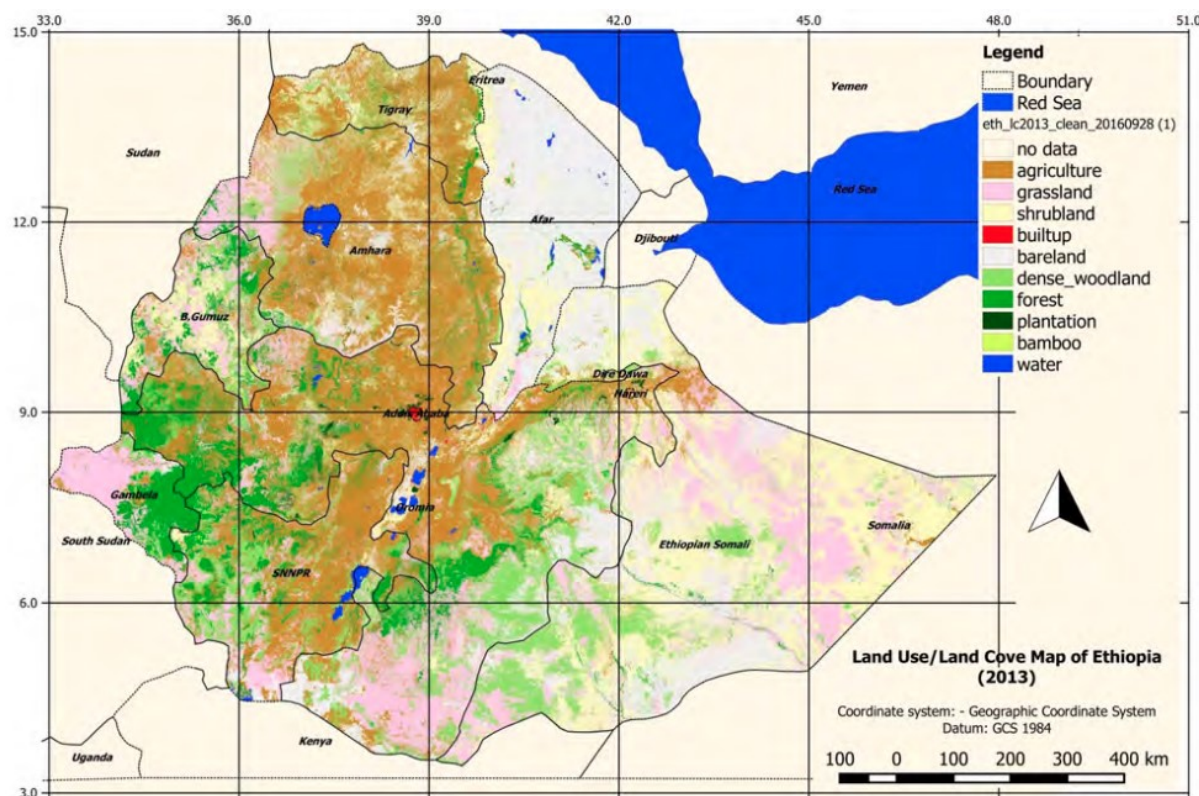 33.0 36.0 39.0 42.0 45.0 48.0 51.0
15.0
12.0
9.0
6.0
3.0
Legend
Boundary
Red Sea
eth_lc2013_clean_20160928 (1)
no data
agriculture
grassland
shrubland
builtup
bareland
dense_woodland
forest
plantation
bamboo
water
Eritrea
Yemen
Tigray
Sudan
Red Sea
Afar
Djibouti
Amhara
B.Gumuz
Dire Dawa
Hareri
Addis Ababa
Gambela
Oromia
Somalia
South Sudan
Ethiopian Somali
SNNPR
Kenya
Uganda
Land Use/Land Cove Map of Ethiopia
(2013)
Coordinate system: - Geographic Coordinate System
Datum: GCS 1984
100 0 100 200 300 400 km